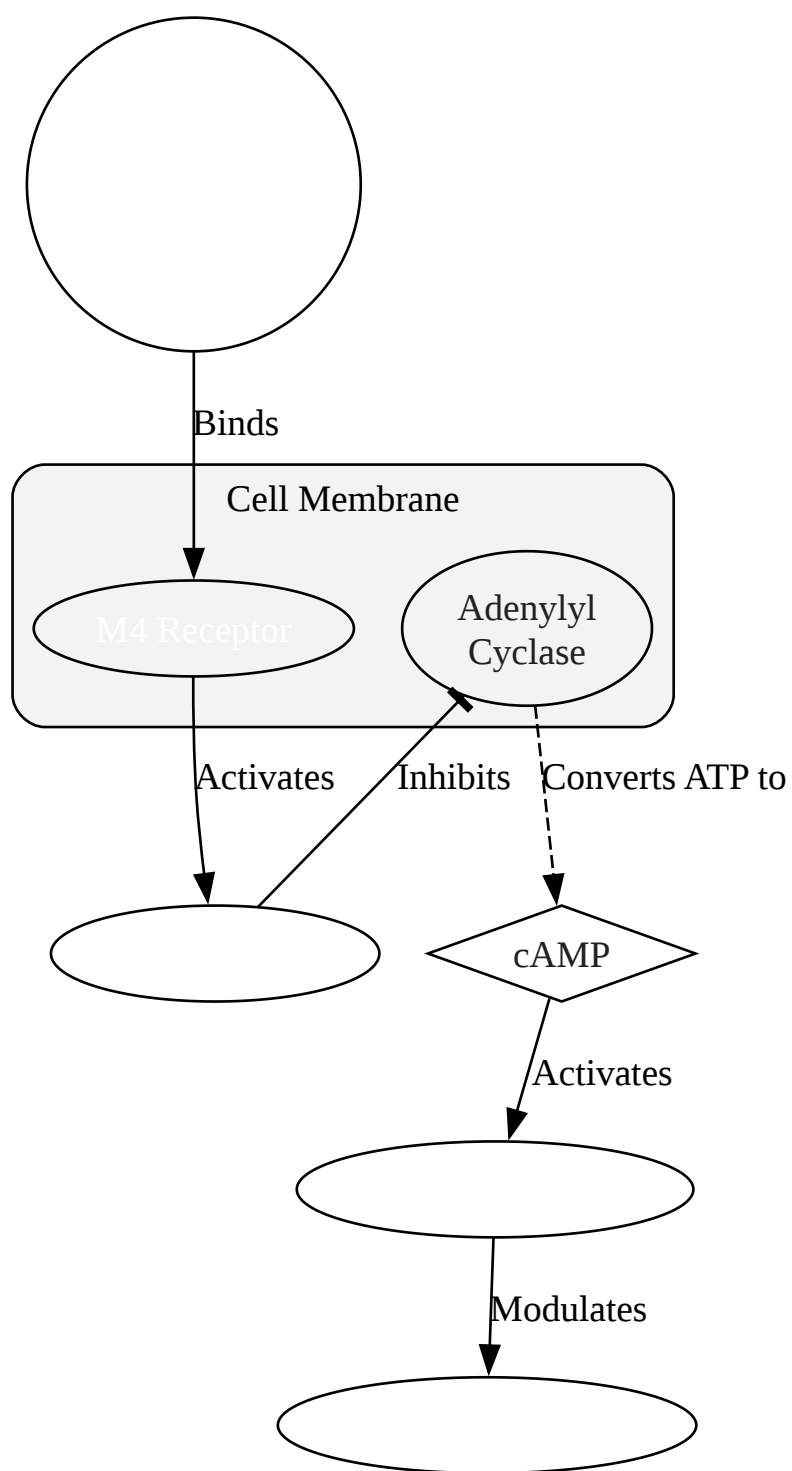 Binds
Cell Membrane
M4 Receptor
Adenylyl
Cyclase
Activates
Inhibits
Converts ATP to
cAMP
Activates
Modulates